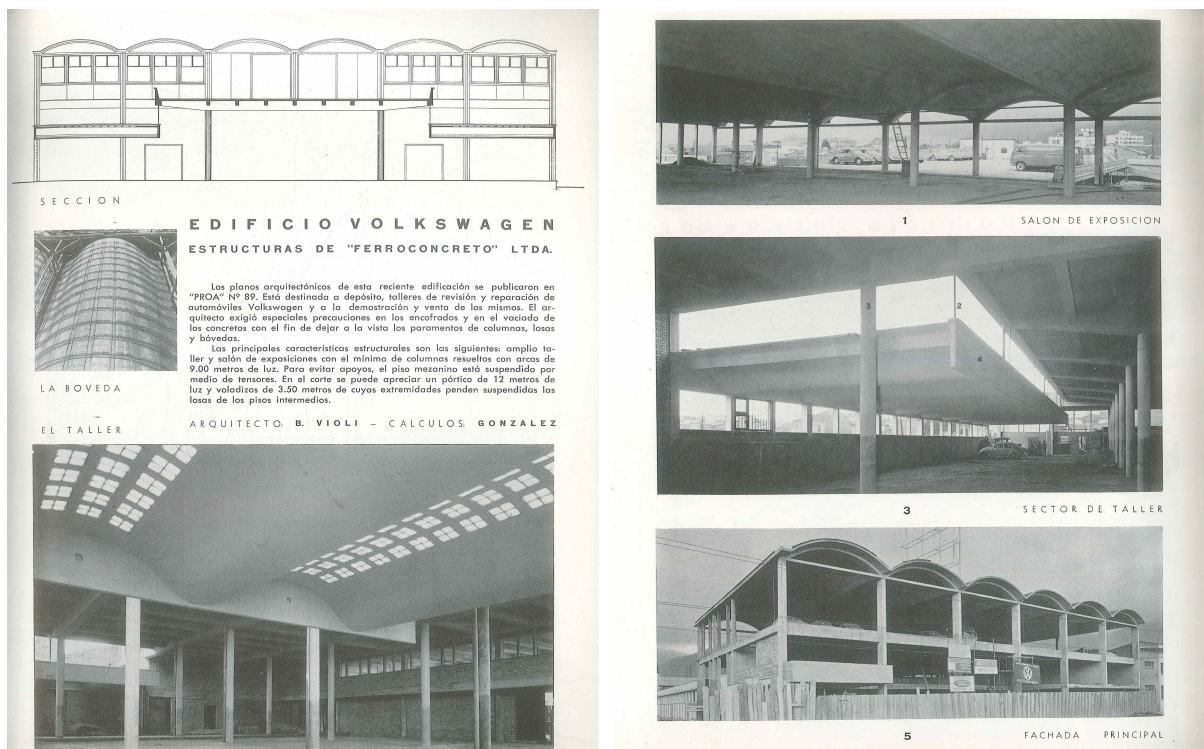 SECCION
EDIFICIO VOLKSWAGEN
ESTRUCTURAS DE "FERROCONCRETO" LTDA.
Los planos arquitectónicos de esta reciente edificación se publicaron en
"PROA" Nº 89. Está destinada a depósito, talleres de revisión y reparación de
automóviles Volkswagen y a la demostración y venta de los mismos. El ar-
quitecto exigió especiales precauciones en los encofrados y en el vaciado de
los concretos con el fin de dejar a la vista los paramentos de columnas, losas
y bóvedas.
Las principales características estructurales son las siguientes: amplio ta-
ller y salón de exposiciones con el mínimo de columnas resueltos con arcos de
9.00 metros de luz. Para evitar apoyos, el piso mezanino está suspendido por
medio de tensores. En el corte se puede apreciar un pórtico de 12 metros de
luz y voladizos de 3.50 metros de cuyas extremidades penden suspendidas las
losas de los pisos intermedios.
LA BOVEDA
ARQUITECTO: B. VIOLI – CALCULOS: GONZALEZ
EL TALLER
1
SALON DE EXPOSICION
3
2
4
3
SECTOR DE TALLER
5
FACHADA PRINCIPAL